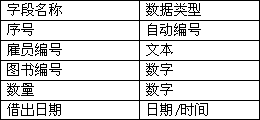 字段名称 数据类型
序号 自动编号
雇员编号 文本
图书编号 数字
数量 数字
借出日期 日期/时间